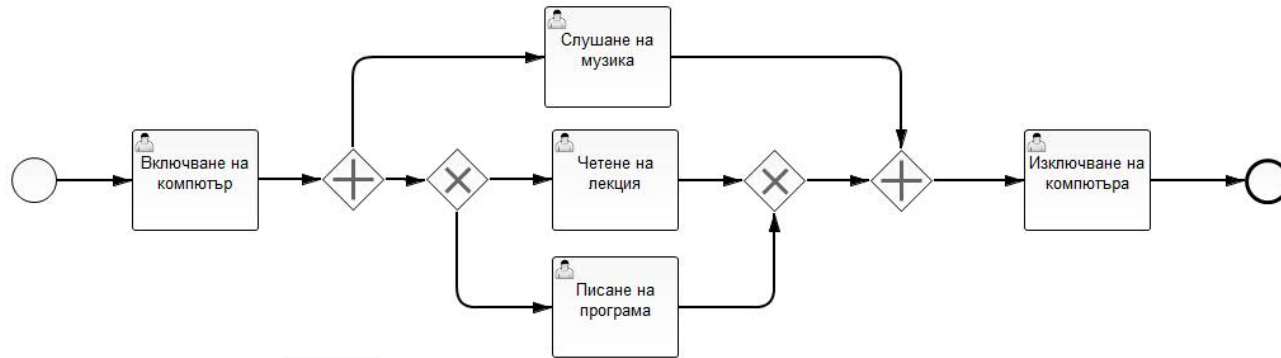 Слушане на
музика
Включване на
компютър
Четене на
лекция
Изключване на
компютъра
Писане на
програма